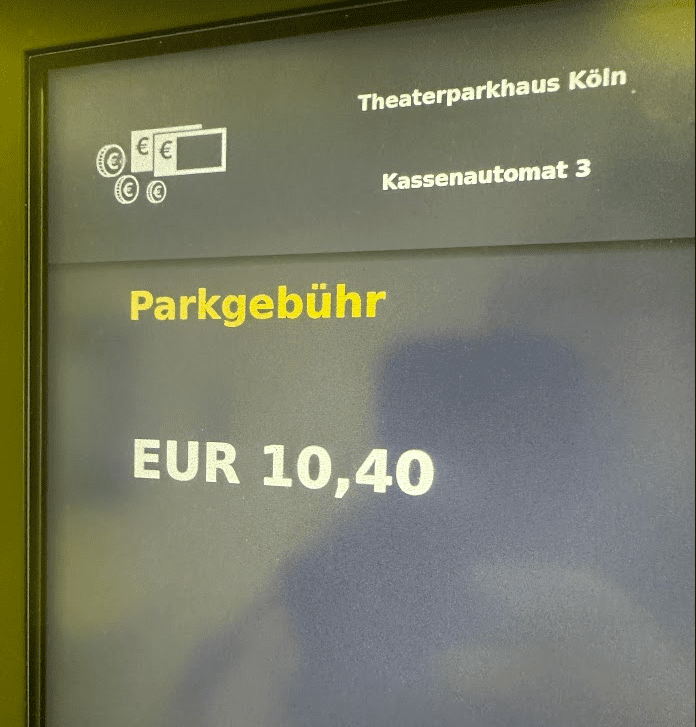 Theaterparkhaus Köln
Kassenautomat 3
€ €
€
€ €
Parkgebühr
EUR 10,40